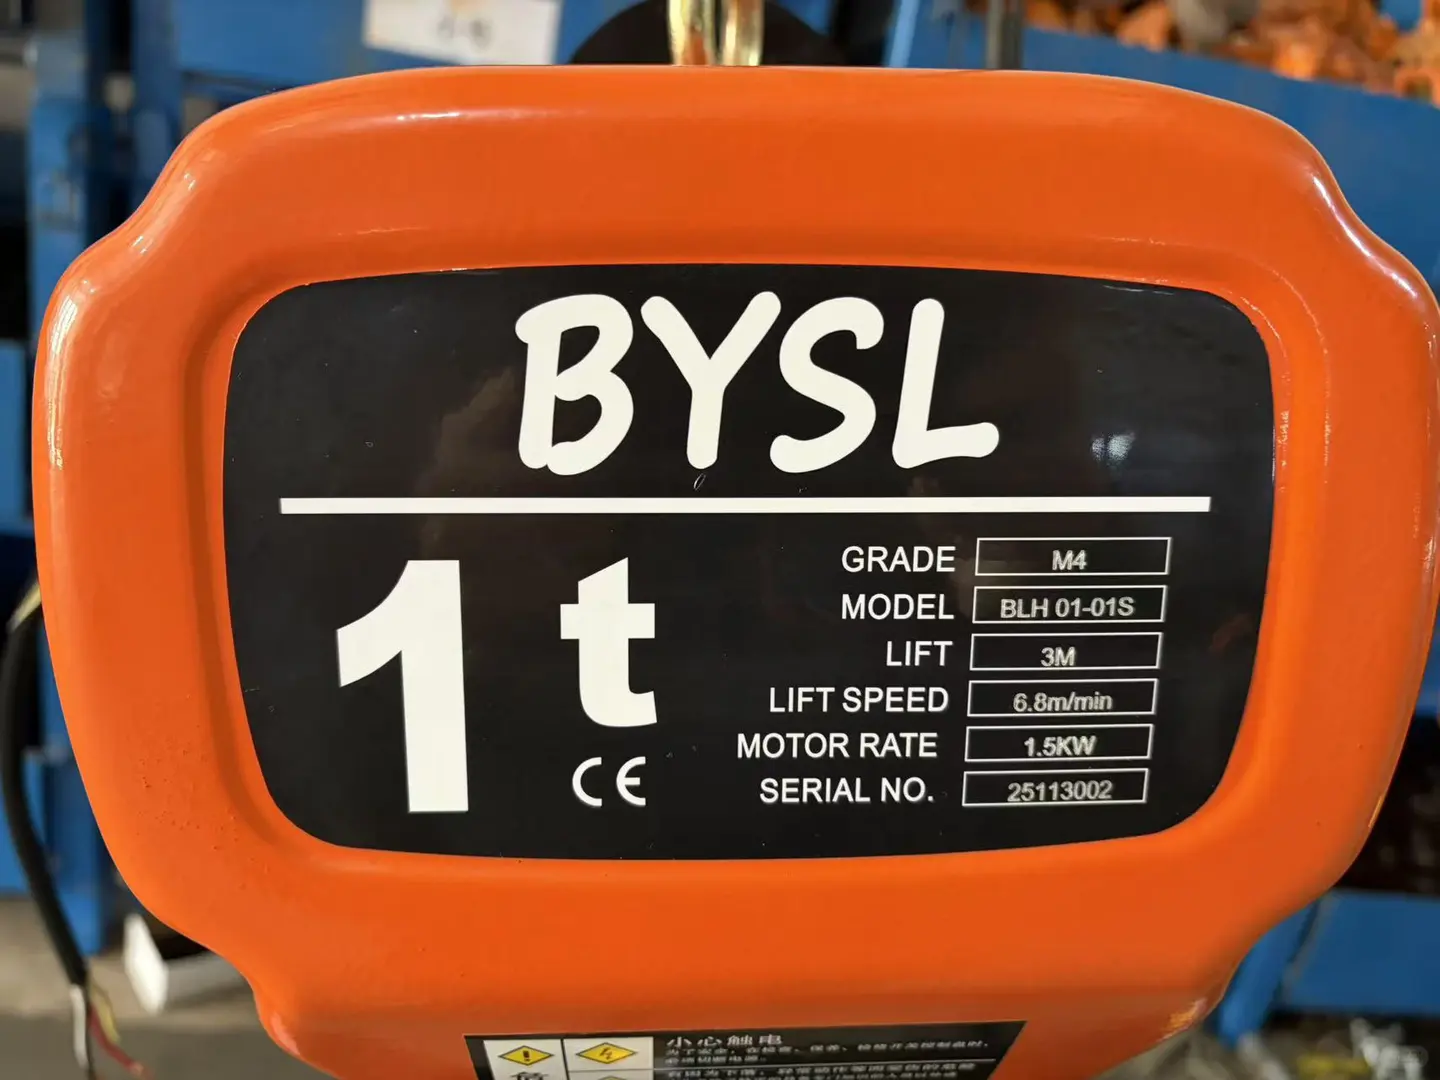 BYSL
1t
CE
GRADE M4
MODEL BLH 01-01S
LIFT 3M
LIFT SPEED 6.8m/min
MOTOR RATE 1.5KW
SERIAL NO. 25113002
小心触电